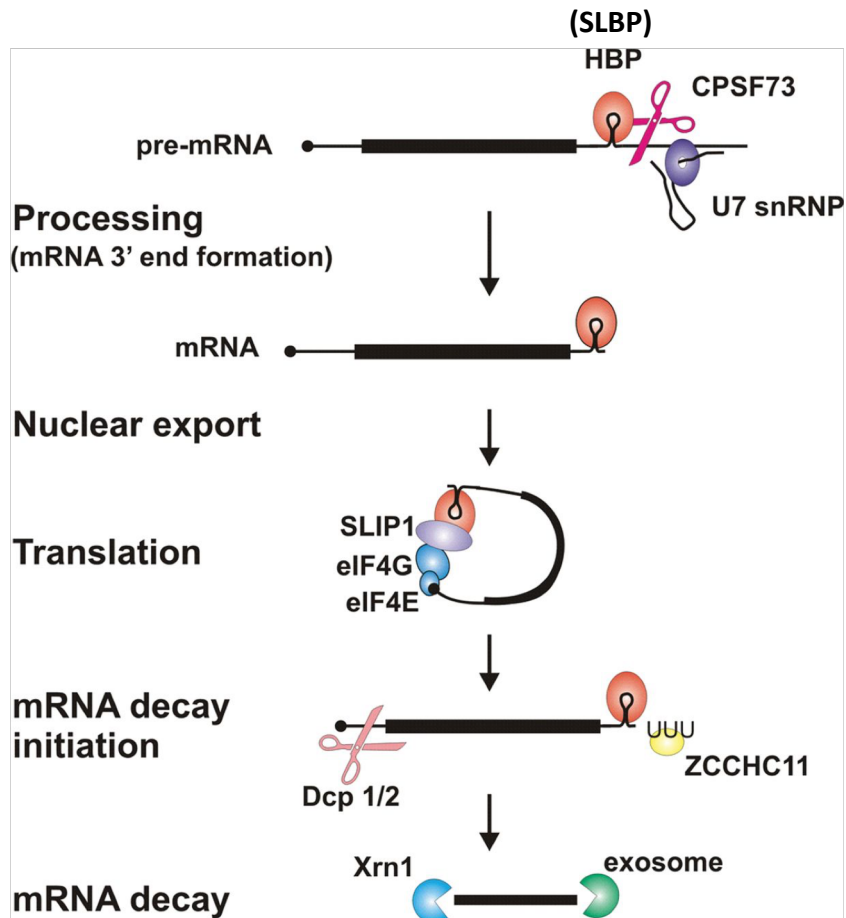 (SLBP)
HBP
CPSF73
pre-mRNA
U7 snRNP
Processing
(mRNA 3' end formation)
mRNA
Nuclear export
SLIP1
Translation
eIF4G
eIF4E
mRNA decay
initiation
UUU
ZCCHC11
Dcp 1/2
Xrn1
exosome
mRNA decay